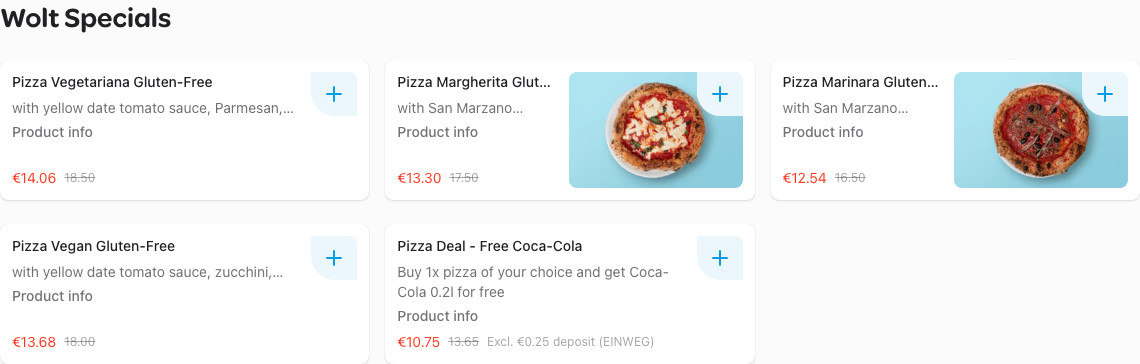 Wolt Specials
Pizza Vegetariana Gluten-Free
with yellow date tomato sauce, Parmesan,...
Product info
€14.06 18.50
Pizza Margherita Glut...
with San Marzano...
Product info
€13.30 17.50
Pizza Marinara Gluten...
with San Marzano...
Product info
€12.54 16.50
Pizza Vegan Gluten-Free
with yellow date tomato sauce, zucchini,...
Product info
€13.68 18.00
Pizza Deal - Free Coca-Cola
Buy 1x pizza of your choice and get Coca-
Cola 0.2l for free
Product info
€10.75 13.65 Excl. €0.25 deposit (EINWEG)